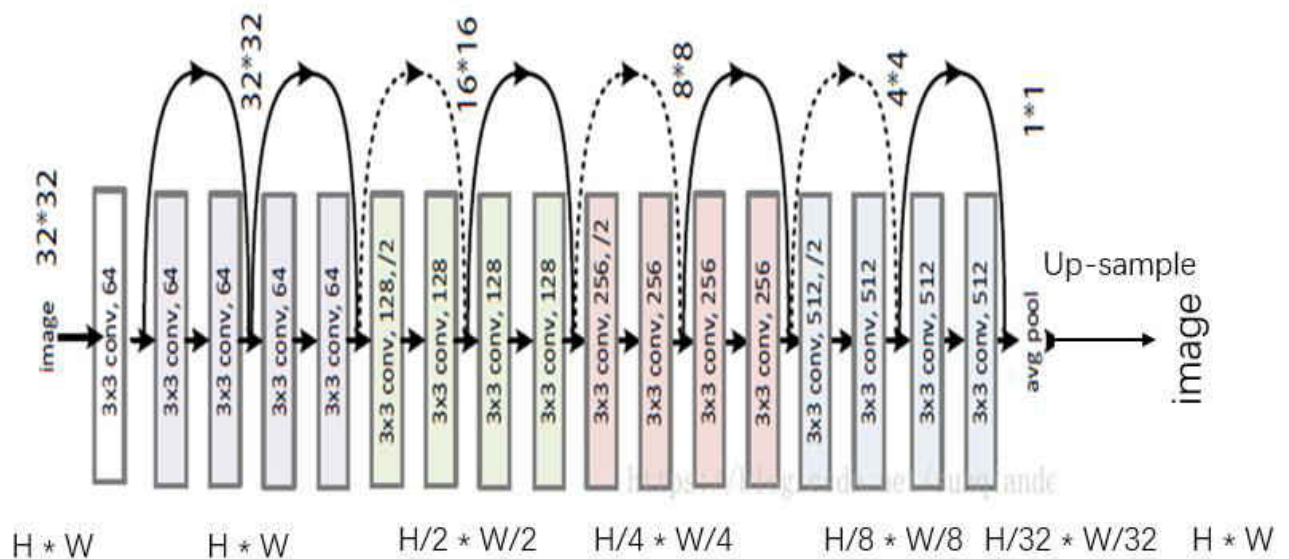 32*32
16*16
8*8
4*4
1*1
32*32
image
3x3 conv, 64
3x3 conv, 64
3x3 conv, 64
3x3 conv, 64
3x3 conv, 64
3x3 conv, 128, /2
3x3 conv, 128
3x3 conv, 128
3x3 conv, 128
3x3 conv, 256, /2
3x3 conv, 256
3x3 conv, 256
3x3 conv, 256
3x3 conv, 512, /2
3x3 conv, 512
3x3 conv, 512
3x3 conv, 512
avg pool
Up-sample
image
H * W
H * W
H/2 * W/2
H/4 * W/4
H/8 * W/8
H/32 * W/32
H * W